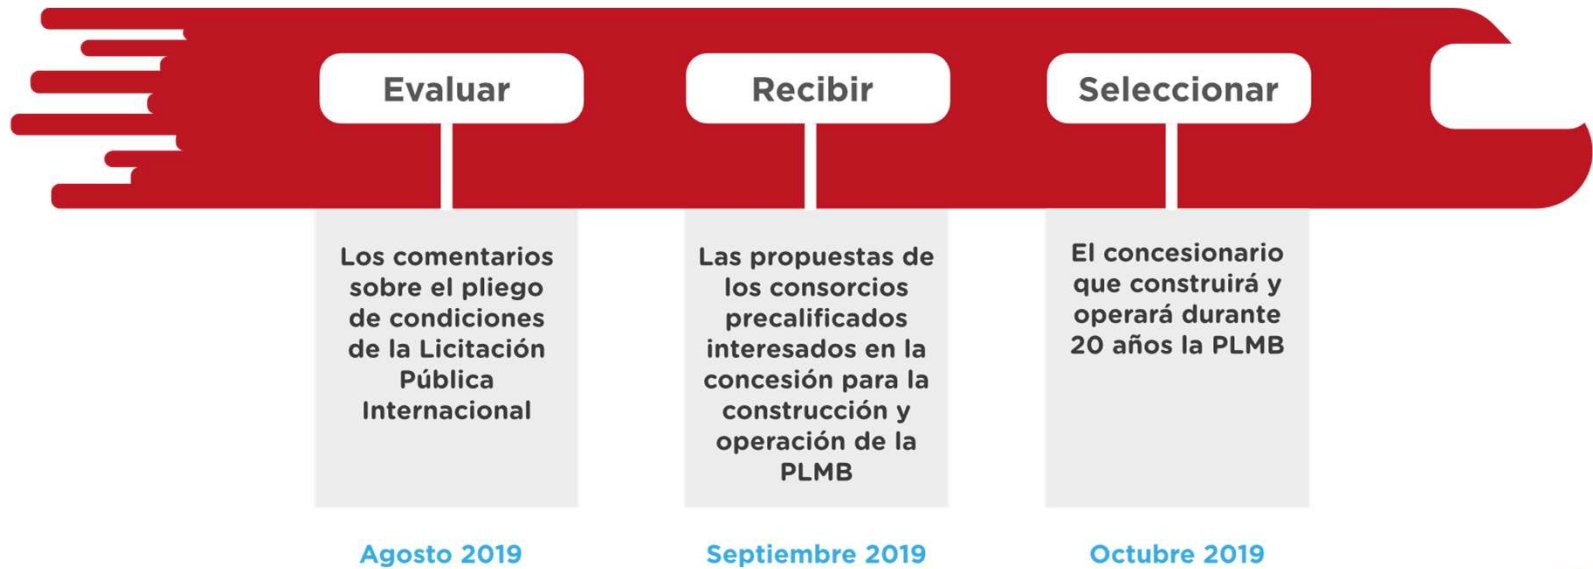 Evaluar
Los comentarios
sobre el pliego
de condiciones
de la Licitación
Pública
Internacional
Agosto 2019
Recibir
Las propuestas de
los consorcios
precalificados
interesados en la
concesión para la
construcción y
operación de la
PLMB
Septiembre 2019
Seleccionar
El concesionario
que construirá y
operará durante
20 años la PLMB
Octubre 2019